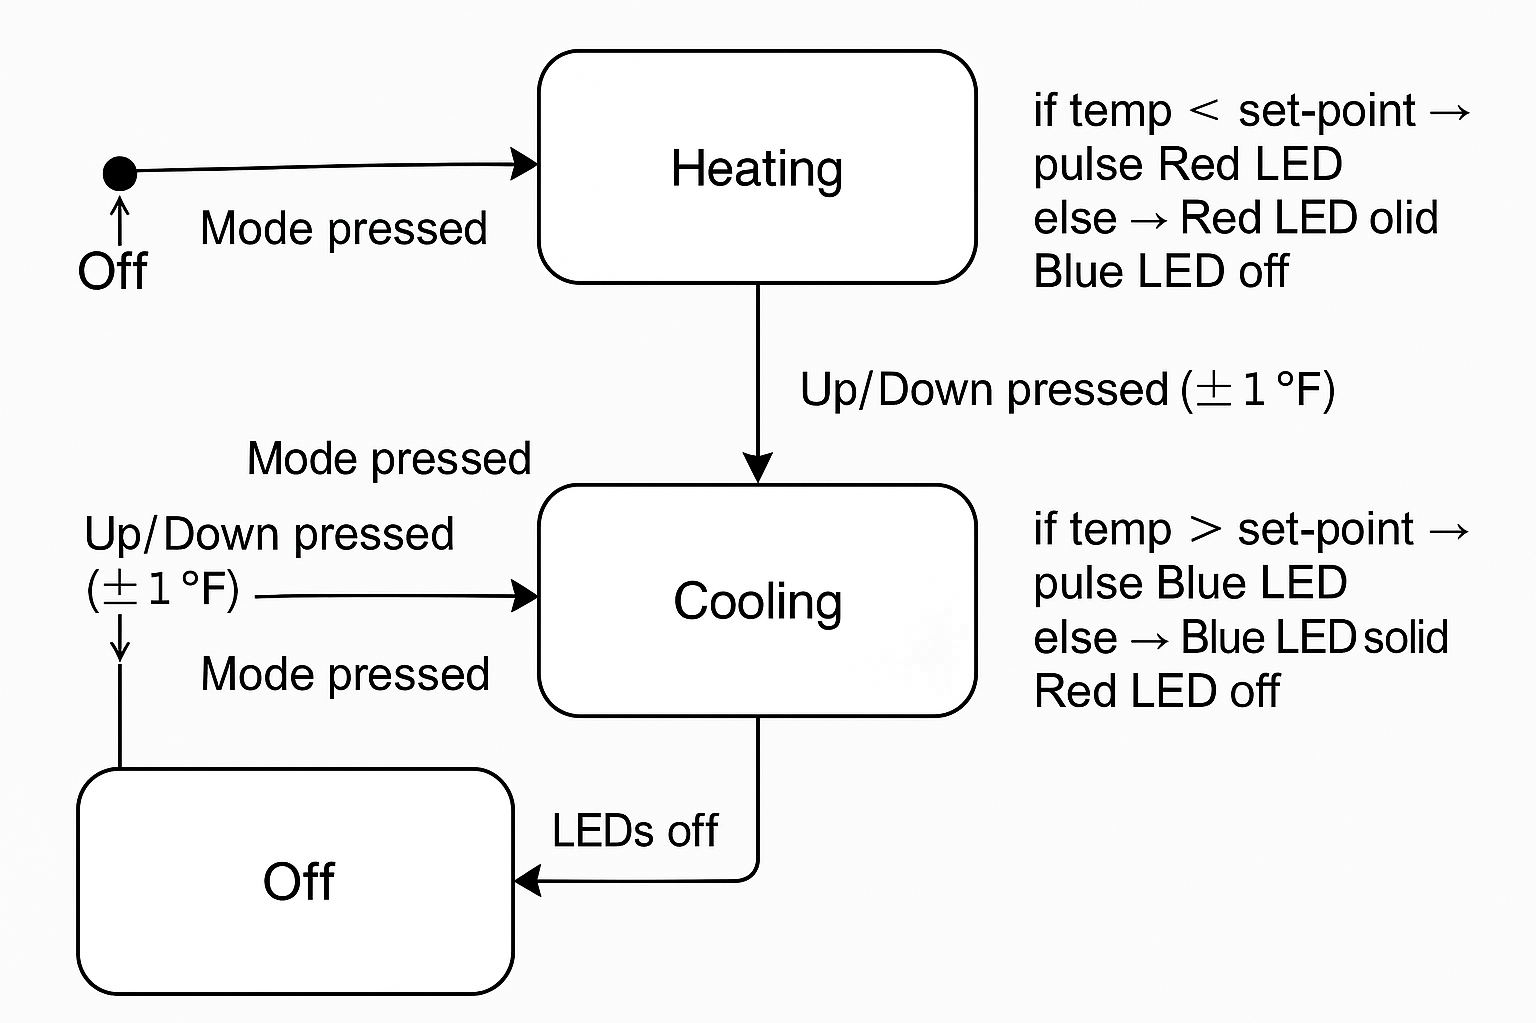 Heating
if temp < set-point →
pulse Red LED
else → Red LED olid
Blue LED off
Mode pressed
Off
Up/Down pressed (± 1 °F)
Mode pressed
Up/Down pressed
(± 1 °F)
Mode pressed
Cooling
if temp > set-point →
pulse Blue LED
else → Blue LED solid
Red LED off
LEDs off
Off